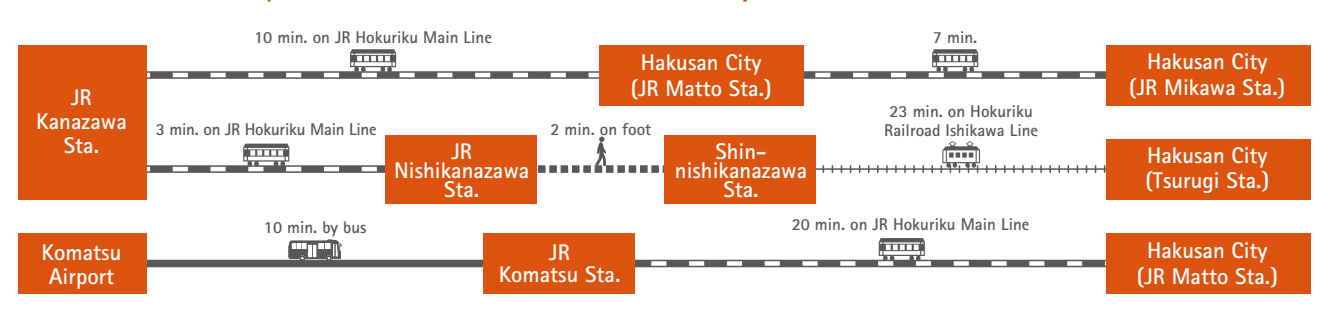 10 min. on JR Hokuriku Main Line
7 min.
JR
Kanazawa
Sta.
Hakusan City
(JR Matto Sta.)
Hakusan City
(JR Mikawa Sta.)
3 min. on JR Hokuriku Main Line
2 min. on foot
23 min. on Hokuriku
Railroad Ishikawa Line
JR
Nishikanazawa
Sta.
Shin-
nishikanazawa
Sta.
Hakusan City
(Tsurugi Sta.)
10 min. by bus
20 min. on JR Hokuriku Main Line
Komatsu
Airport
JR
Komatsu Sta.
Hakusan City
(JR Matto Sta.)